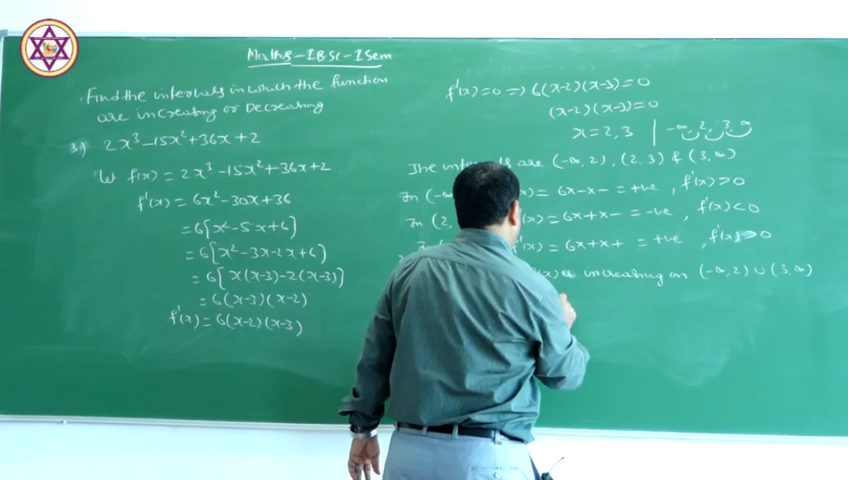 Maths - I BSc - I Sem
Find the intervals in which the function
are increasing or Decreasing
3.) 2x³-15x²+36x+2
Let f(x) = 2x³-15x²+36x+2
f'(x) = 6x²-30x+36
= 6[x²-5x+6]
= 6[x²-3x-2x+6]
= 6[x(x-3)-2(x-3)]
= 6(x-3)(x-2)
f'(x) = 6(x-2)(x-3)
f'(x) = 0 ⇒ 6(x-2)(x-3) = 0
(x-2)(x-3) = 0
x = 2, 3 | -∞, 2, 3, ∞
The intervals are (-∞, 2), (2, 3) & (3, ∞)
In (-∞ (x) = 6x-x- = +ve, f'(x) > 0
In (2, (x) = 6x+x- = -ve, f'(x) < 0
f'(x) = 6x+x+ = +ve, f'(x) > 0
(x) is increasing on (-∞, 2) ∪ (3, ∞)